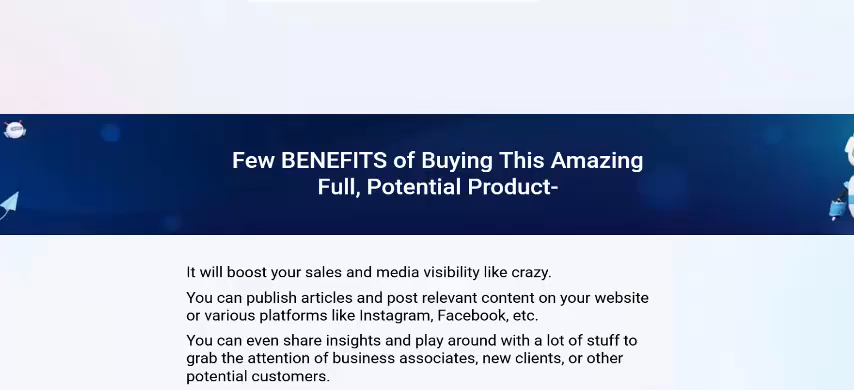 Few BENEFITS of Buying This Amazing
Full, Potential Product-
It will boost your sales and media visibility like crazy.
You can publish articles and post relevant content on your website
or various platforms like Instagram, Facebook, etc.
You can even share insights and play around with a lot of stuff to
grab the attention of business associates, new clients, or other
potential customers.